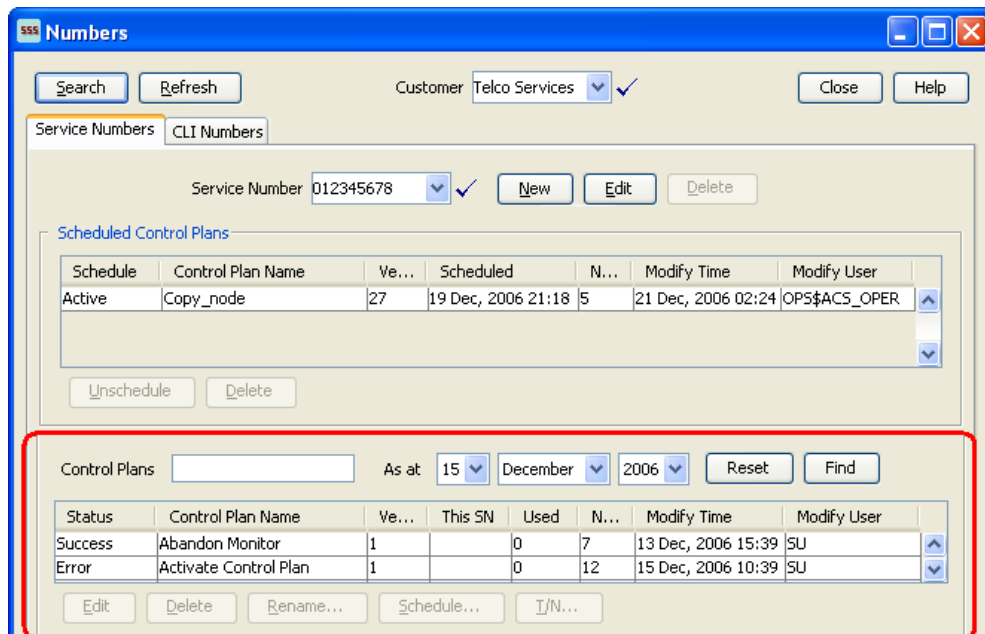 555 Numbers
Search Refresh Customer Telco Services Close Help
Service Numbers CLI Numbers
Service Number 012345678 New Edit Delete
Scheduled Control Plans
Schedule Control Plan Name Ve... Scheduled N... Modify Time Modify User
Active Copy_node 27 19 Dec, 2006 21:18 5 21 Dec, 2006 02:24 OPS$ACS_OPER
Unschedule Delete
Control Plans As at 15 December 2006 Reset Find
Status Control Plan Name Ve... This SN Used N... Modify Time Modify User
Success Abandon Monitor 1 0 7 13 Dec, 2006 15:39 SU
Error Activate Control Plan 1 0 12 15 Dec, 2006 10:39 SU
Edit Delete Rename... Schedule... T/N...